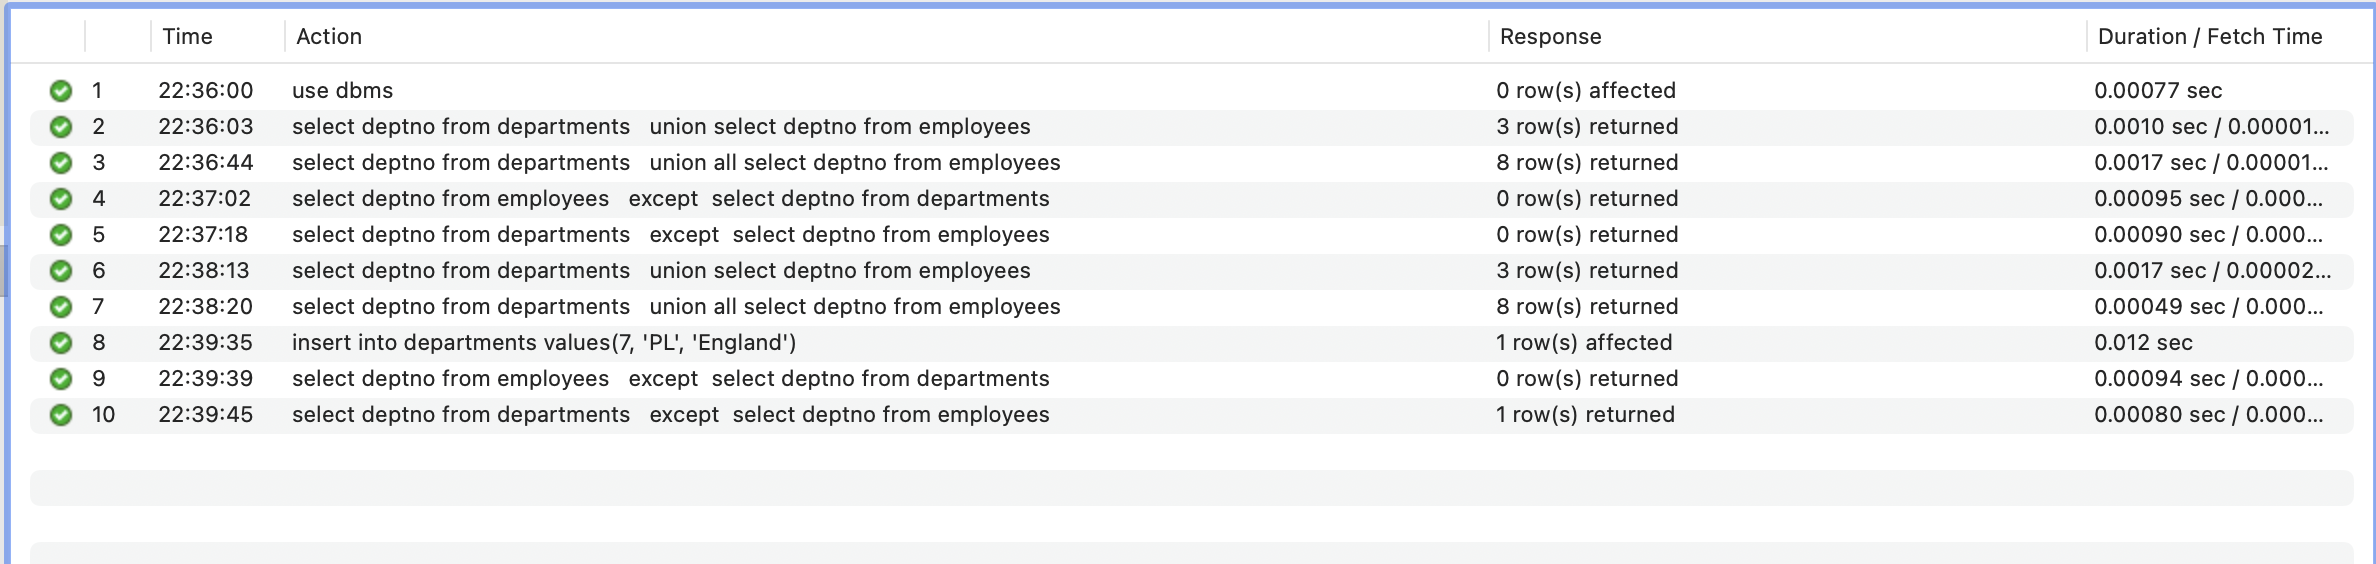 Time Action Response Duration / Fetch Time
1 22:36:00 use dbms 0 row(s) affected 0.00077 sec
2 22:36:03 select deptno from departments   union select deptno from employees 3 row(s) returned 0.0010 sec / 0.00001...
3 22:36:44 select deptno from departments   union all select deptno from employees 8 row(s) returned 0.0017 sec / 0.00001...
4 22:37:02 select deptno from employees   except  select deptno from departments 0 row(s) returned 0.00095 sec / 0.000...
5 22:37:18 select deptno from departments   except  select deptno from employees 0 row(s) returned 0.00090 sec / 0.000...
6 22:38:13 select deptno from departments   union select deptno from employees 3 row(s) returned 0.0017 sec / 0.00002...
7 22:38:20 select deptno from departments   union all select deptno from employees 8 row(s) returned 0.00049 sec / 0.000...
8 22:39:35 insert into departments values(7, 'PL', 'England') 1 row(s) affected 0.012 sec
9 22:39:39 select deptno from employees   except  select deptno from departments 0 row(s) returned 0.00094 sec / 0.000...
10 22:39:45 select deptno from departments   except  select deptno from employees 1 row(s) returned 0.00080 sec / 0.000...